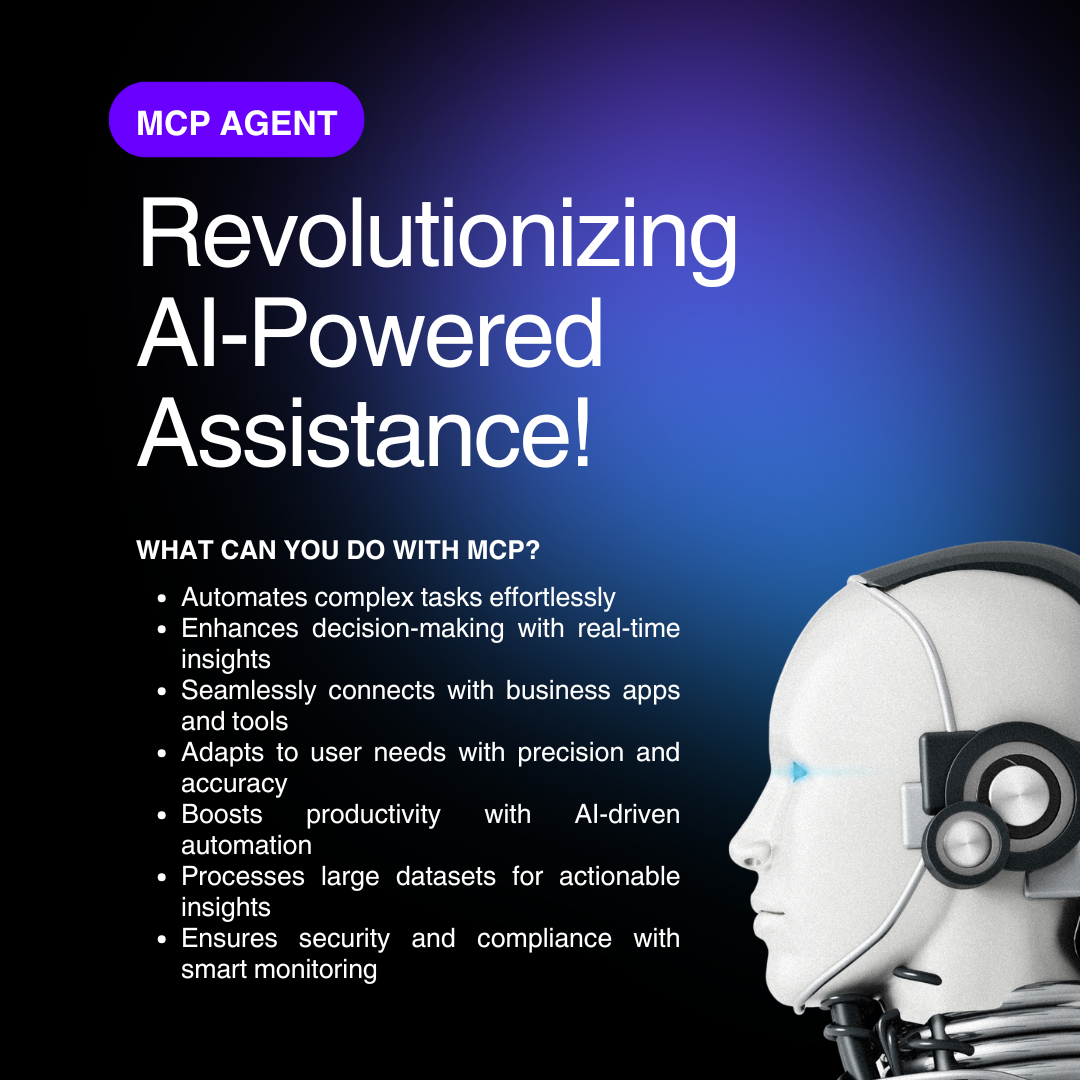 MCP AGENT
Revolutionizing
AI-Powered
Assistance!
WHAT CAN YOU DO WITH MCP?
• Automates complex tasks effortlessly
• Enhances decision-making with real-time
insights
• Seamlessly connects with business apps
and tools
• Adapts to user needs with precision and
accuracy
• Boosts productivity with AI-driven
automation
• Processes large datasets for actionable
insights
• Ensures security and compliance with
smart monitoring